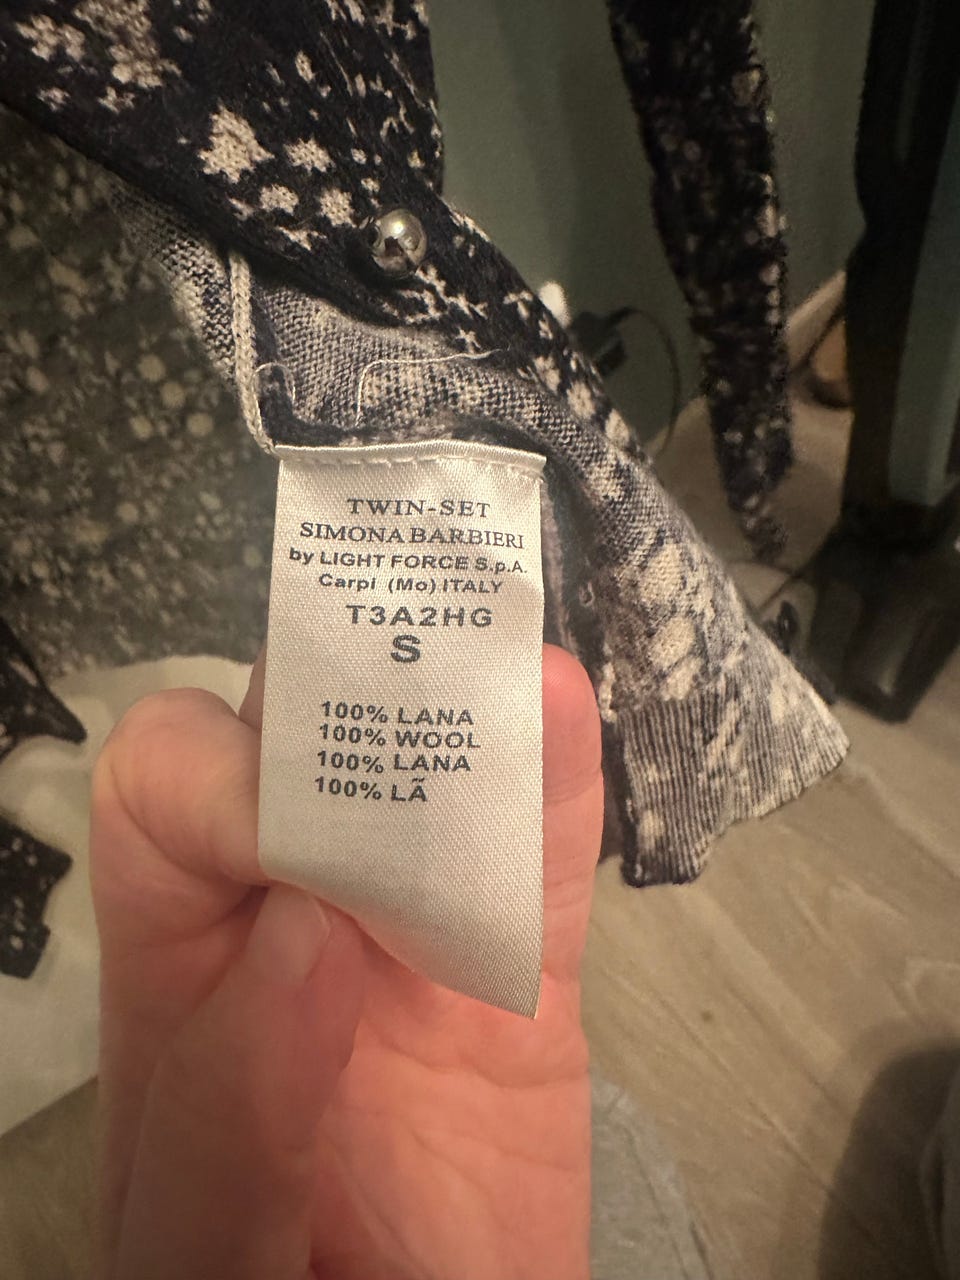 TWIN-SET
SIMONA BARBIERI
by LIGHT FORCE S.p.A.
Carpi (Mo) ITALY
T3A2HG
S
100% LANA
100% WOOL
100% LANA
100% LÃ